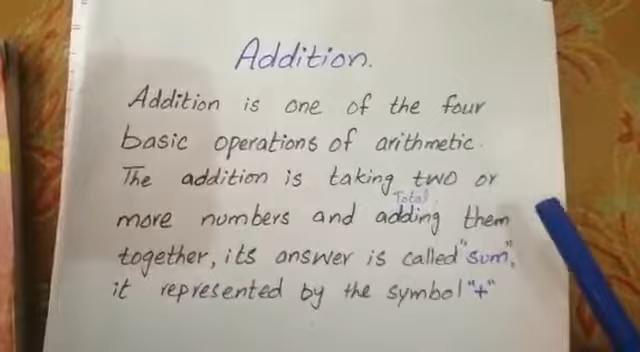 Addition.
Addition is one of the four
basic operations of arithmetic.
The addition is taking two or
Total
more numbers and adding them
together, its answer is called "sum",
it represented by the symbol "+"